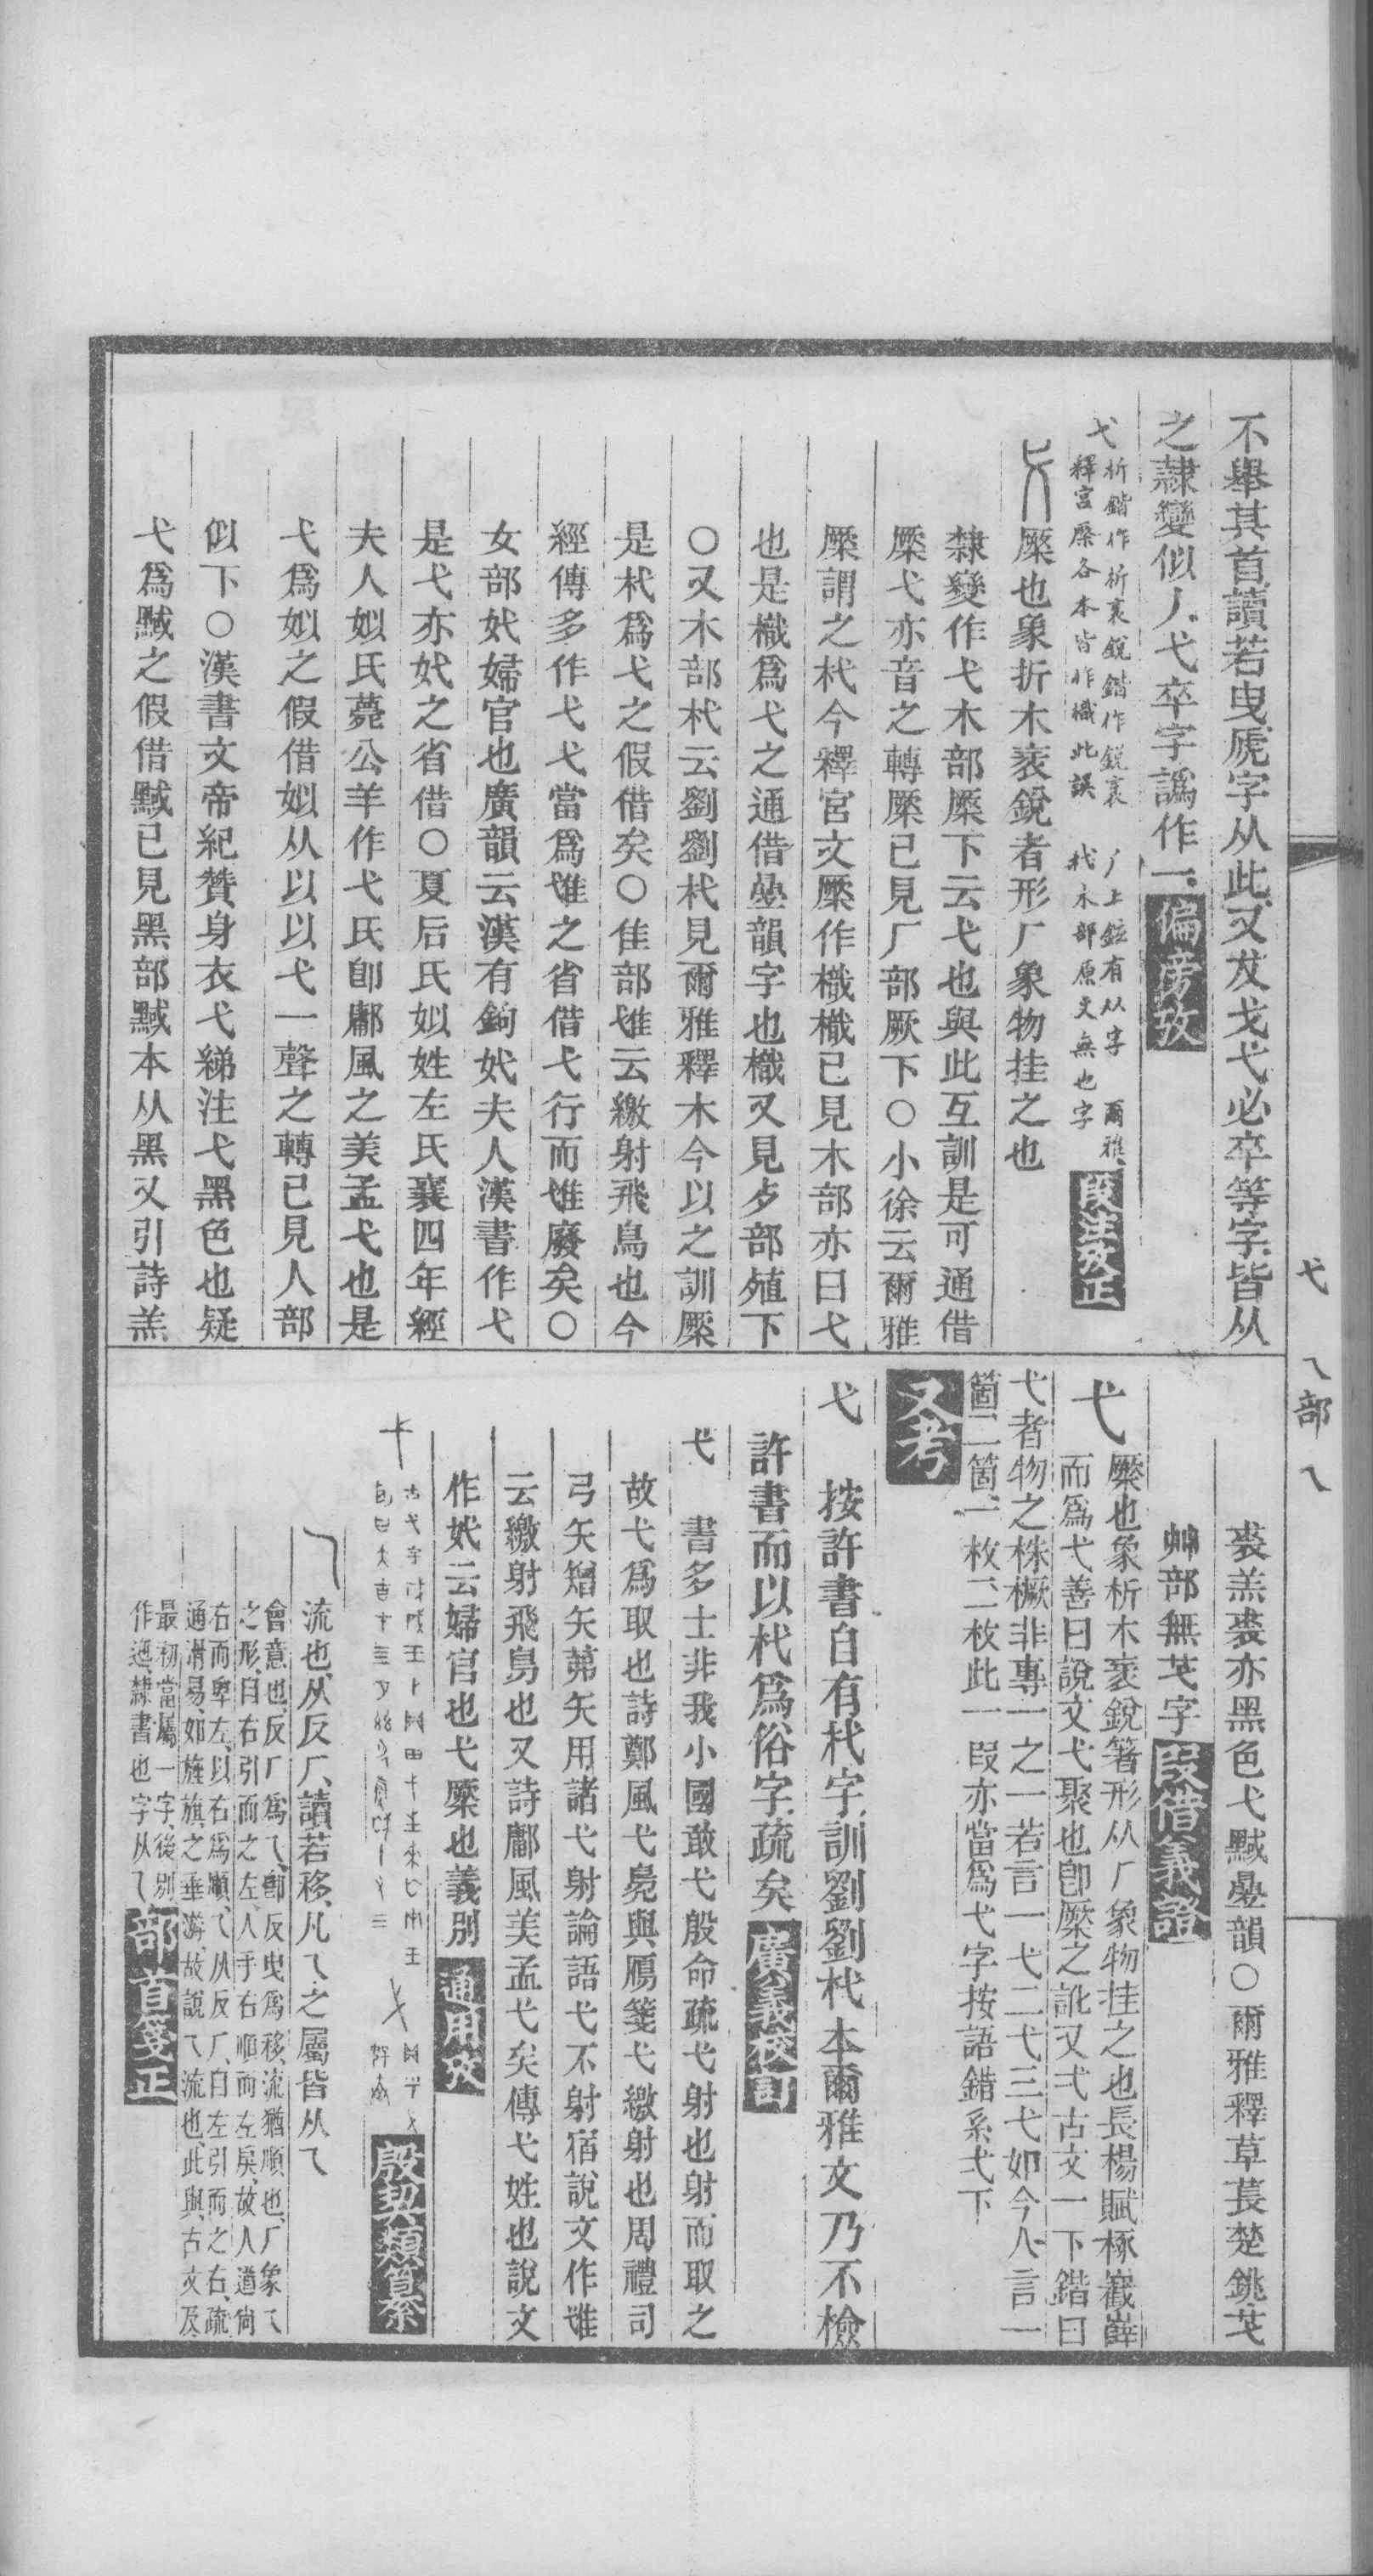 不舉其首讀若曳虒字从此又犮戈弋必卒等字皆从
之隸變似丿弋卒字譌作一偏旁攷
弋析鍇作折衺銳鍇作銳衺
釋宮橜各本皆作樴此誤
厂上鉉有从字
杙木部原文無也字
爾雅
段注攷正
橜也象折木衺銳者形厂象物挂之也
隸變作弋木部橜下云弋也與此互訓是可通借
橜弋亦音之轉橜已見厂部厥下○小徐云爾雅
橜謂之杙今釋宮文橜作樴樴已見木部亦曰弋
也是樴爲弋之通借曡韻字也樴又見歺部殖下
○又木部杙云劉劉杙見爾雅釋木今以之訓橜
是杙爲弋之假借矣○隹部隿云繳射飛鳥也今
經傳多作弋弋當爲隿之省借弋行而隿廢矣○
女部妷婦官也廣韻云漢有鉤妷夫人漢書作弋
是弋亦妷之省借○夏后氏姒姓左氏襄四年經
夫人姒氏薨公羊作弋氏卽鄘風之美孟弋也是
弋爲姒之假借姒从以以弋一聲之轉已見人部
似下○漢書文帝紀贊身衣弋綈注弋黑色也疑
弋爲黓之假借黓已見黑部黓本从黑又引詩羔
弋 乁部 乁
裘羔裘亦黑色弋黓曡韻○爾雅釋草萇楚銚芅
艸部無芅字叚借義證
弋
橜也象析木衺銳箸形从厂象物挂之也長楊賦椓嶻嶭
而爲弋善曰說文弋聚也卽橜之訛又弌古文一下鍇曰
弋者物之株橛非專一之一若言一弋二弋三弋如今人言一
箇二箇一枚二枚此一叚亦當爲弋字按語錯系弌下
又考
弋 按許書自有杙字訓劉劉杙本爾雅文乃不檢
許書而以杙爲俗字疏矣廣義校訂
弋 書多士非我小國敢弋殷命疏弋射也射而取之
故弋爲取也詩鄭風弋鳧與鴈箋弋繳射也周禮司
弓矢矰矢茀矢用諸弋射論語弋不射宿說文作隿
云繳射飛鳥也又詩鄘風美孟弋矣傳弋姓也說文
作妷云婦官也弋橜也義別通用攷
古弋字
殷契類纂
乁
流也从反厂讀若移凡乁之屬皆从乁
會意也反厂爲乁卽反曳爲移流猶順也厂象乁
之形自右引而之左人手右順而左戾故人道尙
右而卑左以右爲順乁从反厂自左引而之右疏
通滑易如旌旗之垂游故說乁流也此與古文及
最初當屬一字後別
作迻隸書也字从乁部首箋正